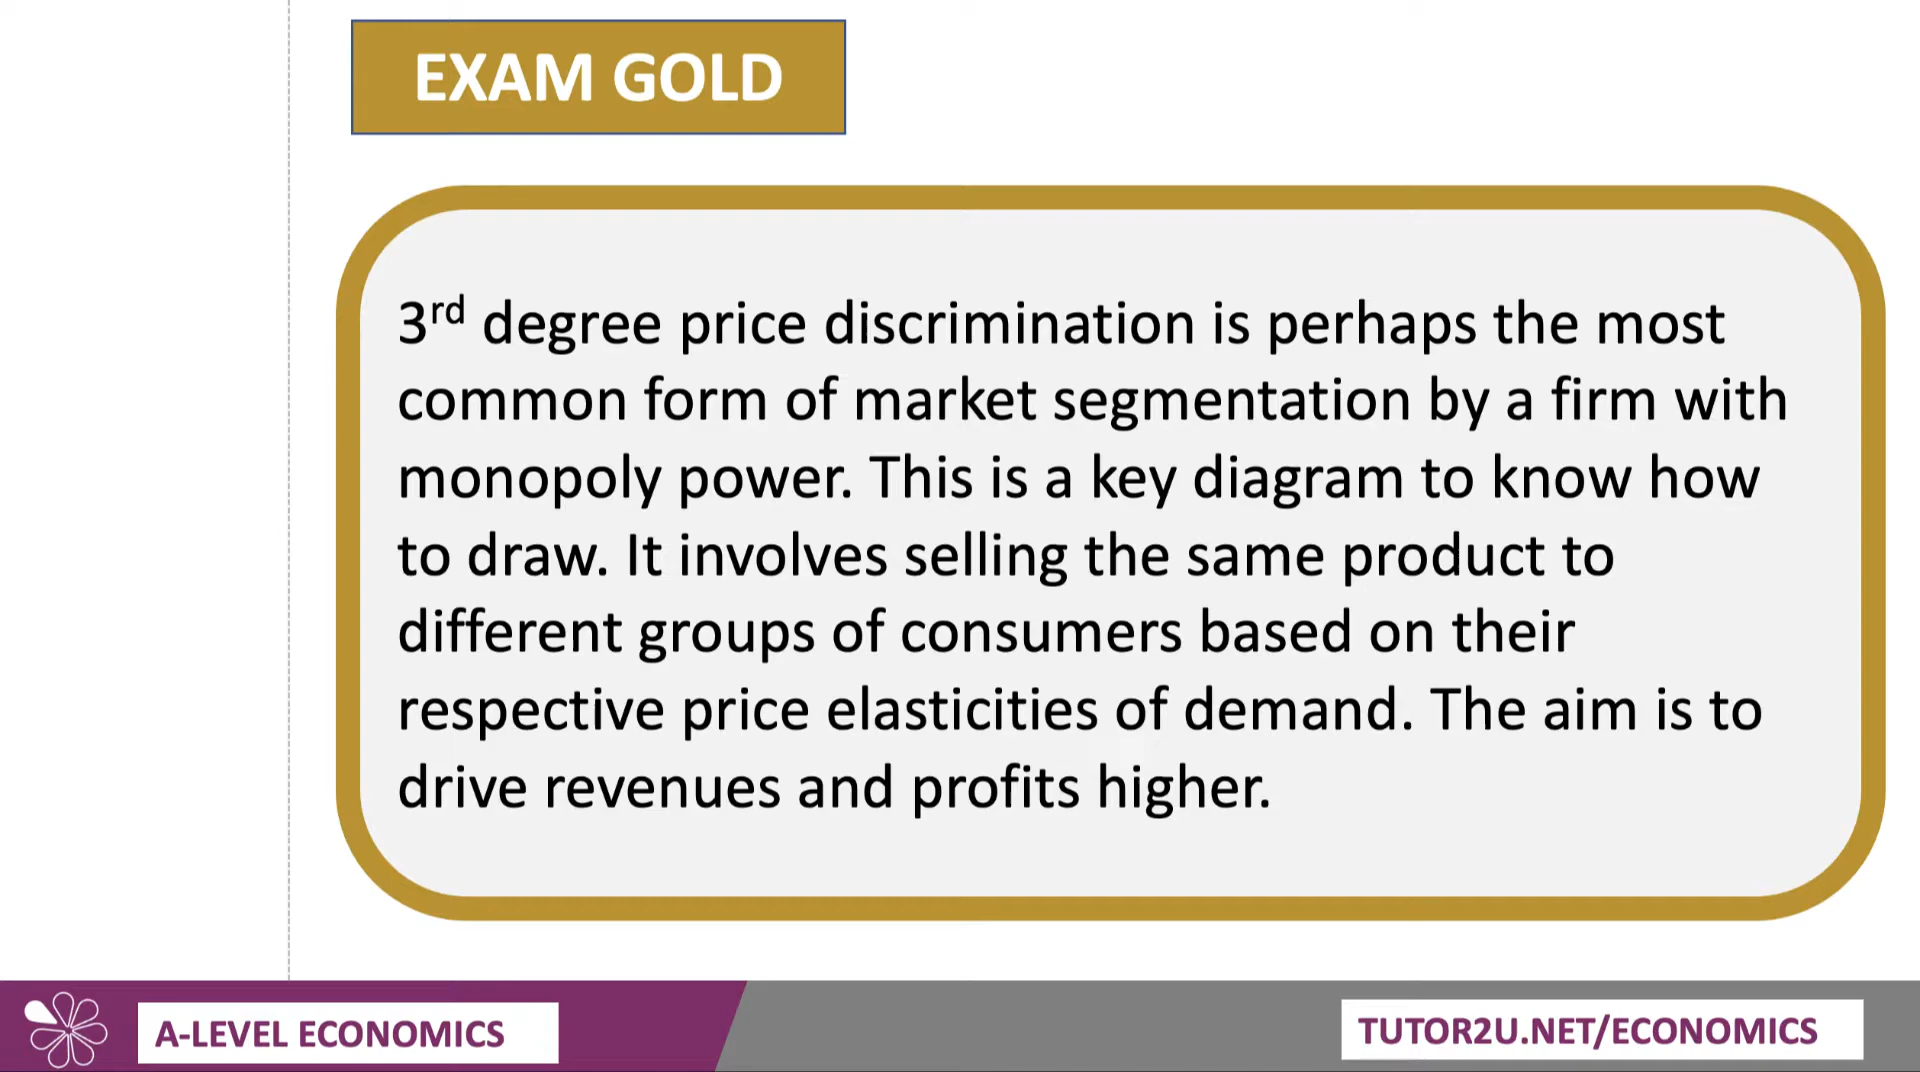 EXAM GOLD
3rd degree price discrimination is perhaps the most
common form of market segmentation by a firm with
monopoly power. This is a key diagram to know how
to draw. It involves selling the same product to
different groups of consumers based on their
respective price elasticities of demand. The aim is to
drive revenues and profits higher.
A-LEVEL ECONOMICS
TUTOR2U.NET/ECONOMICS